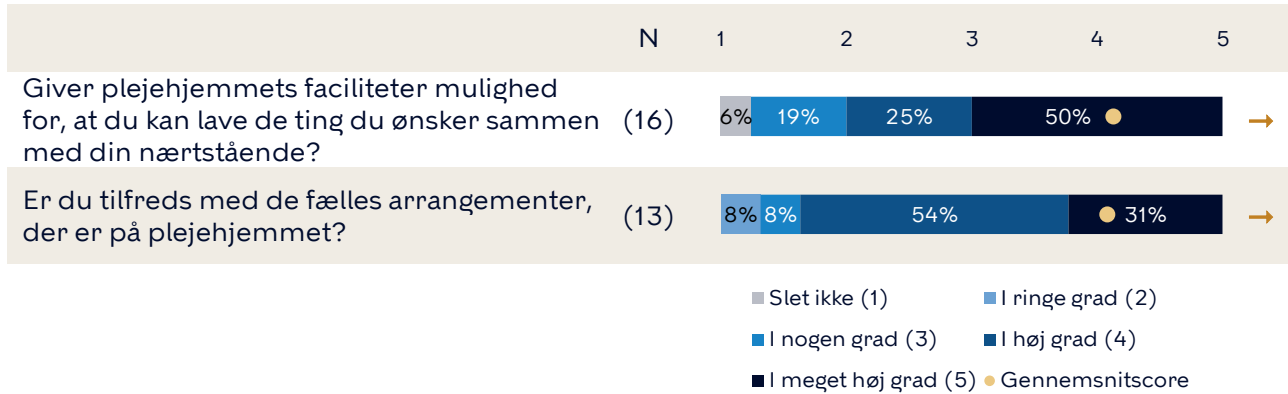 N 1 2 3 4 5
Giver plejehjemmets faciliteter mulighed
for, at du kan lave de ting du ønsker sammen
med din nærtstående?
(16) 6% 19% 25% 50% →
Er du tilfreds med de fælles arrangementer,
der er på plejehjemmet?
(13) 8% 8% 54% 31% →
Slet ikke (1) I ringe grad (2)
I nogen grad (3) I høj grad (4)
I meget høj grad (5) Gennemsnitscore